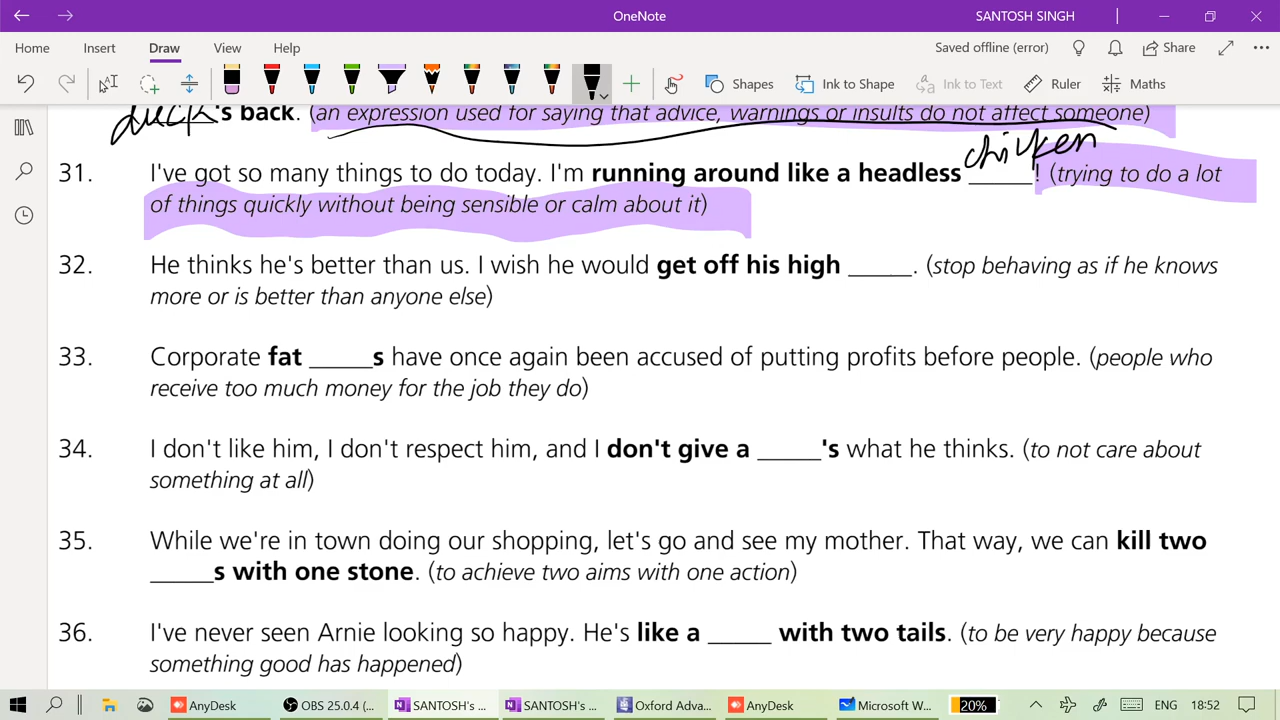 OneNote
SANTOSH SINGH
Home Insert Draw View Help
Saved offline (error) Share
Shapes Ink to Shape Ink to Text Ruler Maths
duck's back. (an expression used for saying that advice, warnings or insults do not affect someone)
chicken
31. I've got so many things to do today. I'm running around like a headless _____! (trying to do a lot
of things quickly without being sensible or calm about it)
32. He thinks he's better than us. I wish he would get off his high _____. (stop behaving as if he knows
more or is better than anyone else)
33. Corporate fat _____s have once again been accused of putting profits before people. (people who
receive too much money for the job they do)
34. I don't like him, I don't respect him, and I don't give a _____'s what he thinks. (to not care about
something at all)
35. While we're in town doing our shopping, let's go and see my mother. That way, we can kill two
_____s with one stone. (to achieve two aims with one action)
36. I've never seen Arnie looking so happy. He's like a _____ with two tails. (to be very happy because
something good has happened)
AnyDesk OBS 25.0.4 (... SANTOSH's ... SANTOSH's ... Oxford Adva... AnyDesk Microsoft W... 20% ENG 18:52